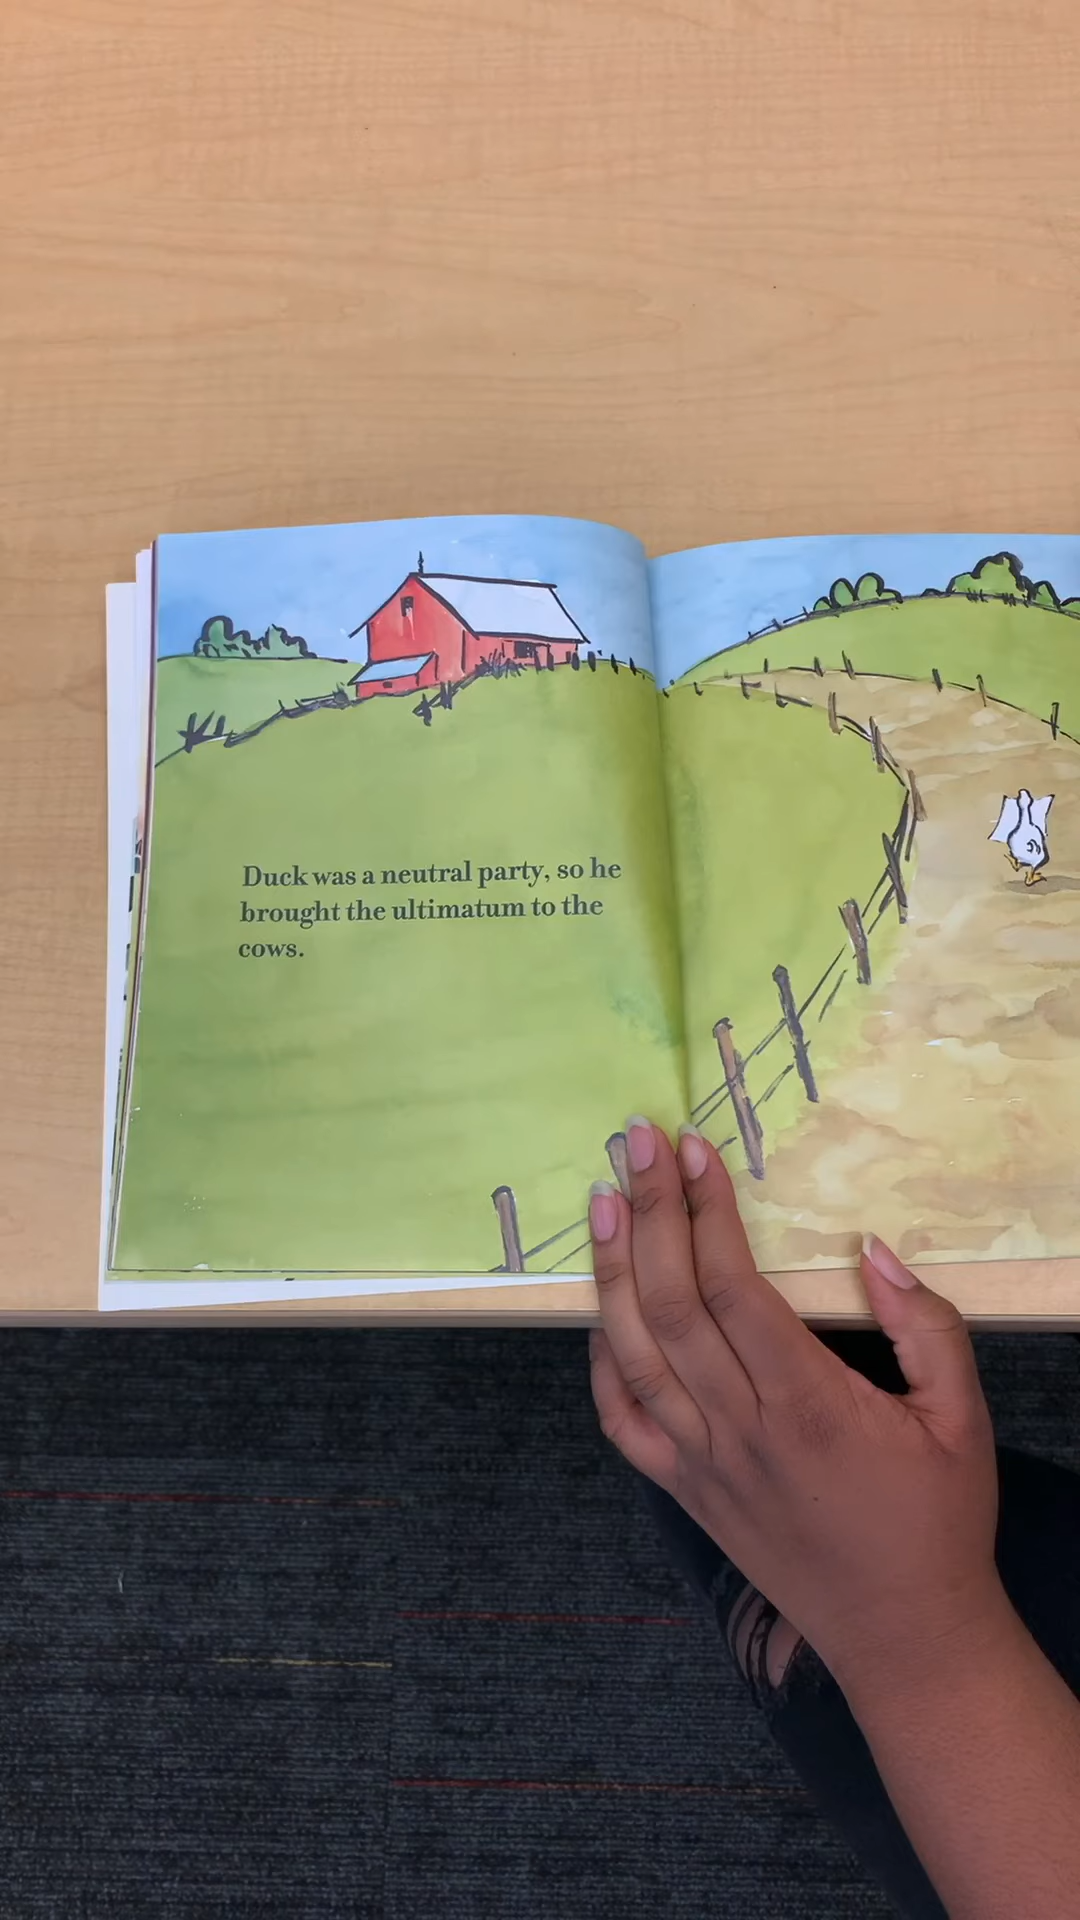 Duck was a neutral party, so he
brought the ultimatum to the
cows.